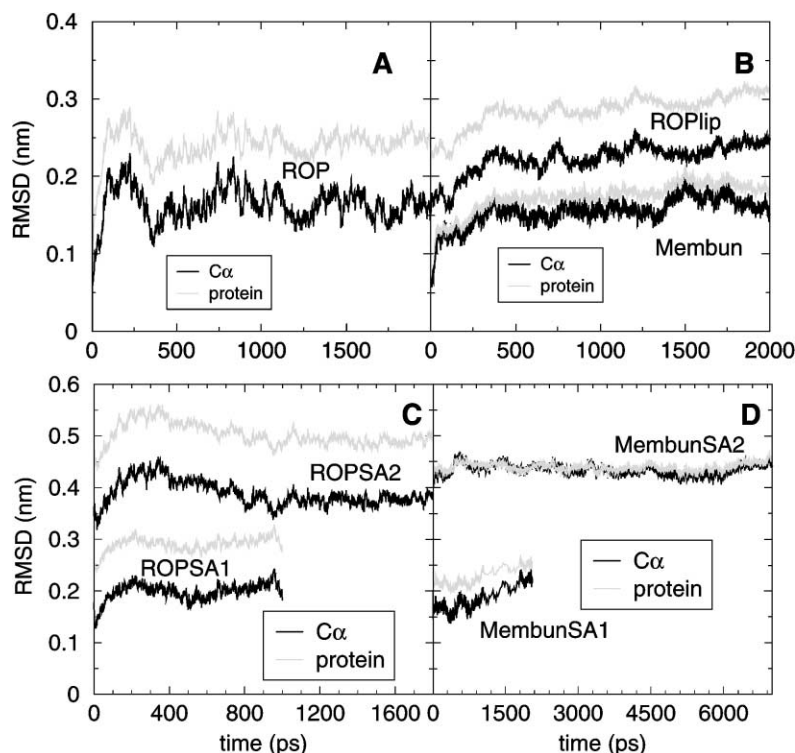 0.4
0.3
0.2
0.1
0
RMSD (nm)
A
ROP
Cα
protein
0 500 1000 1500
B
ROPlip
Membun
Cα
protein
0 500 1000 1500 2000
0.6
0.5
0.4
0.3
0.2
0.1
0
RMSD (nm)
C
ROPSA2
ROPSA1
Cα
protein
0 400 800 1200 1600
time (ps)
D
MembunSA2
Cα
protein
MembunSA1
0 1500 3000 4500 6000
time (ps)